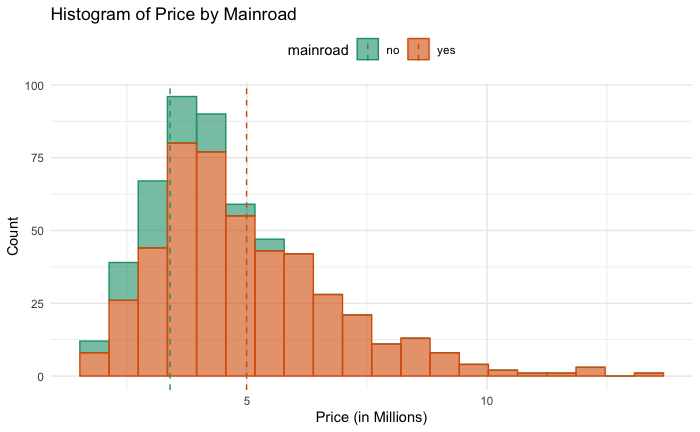 Histogram of Price by Mainroad
mainroad no yes
100
75
50
25
0
Count
5 10
Price (in Millions)